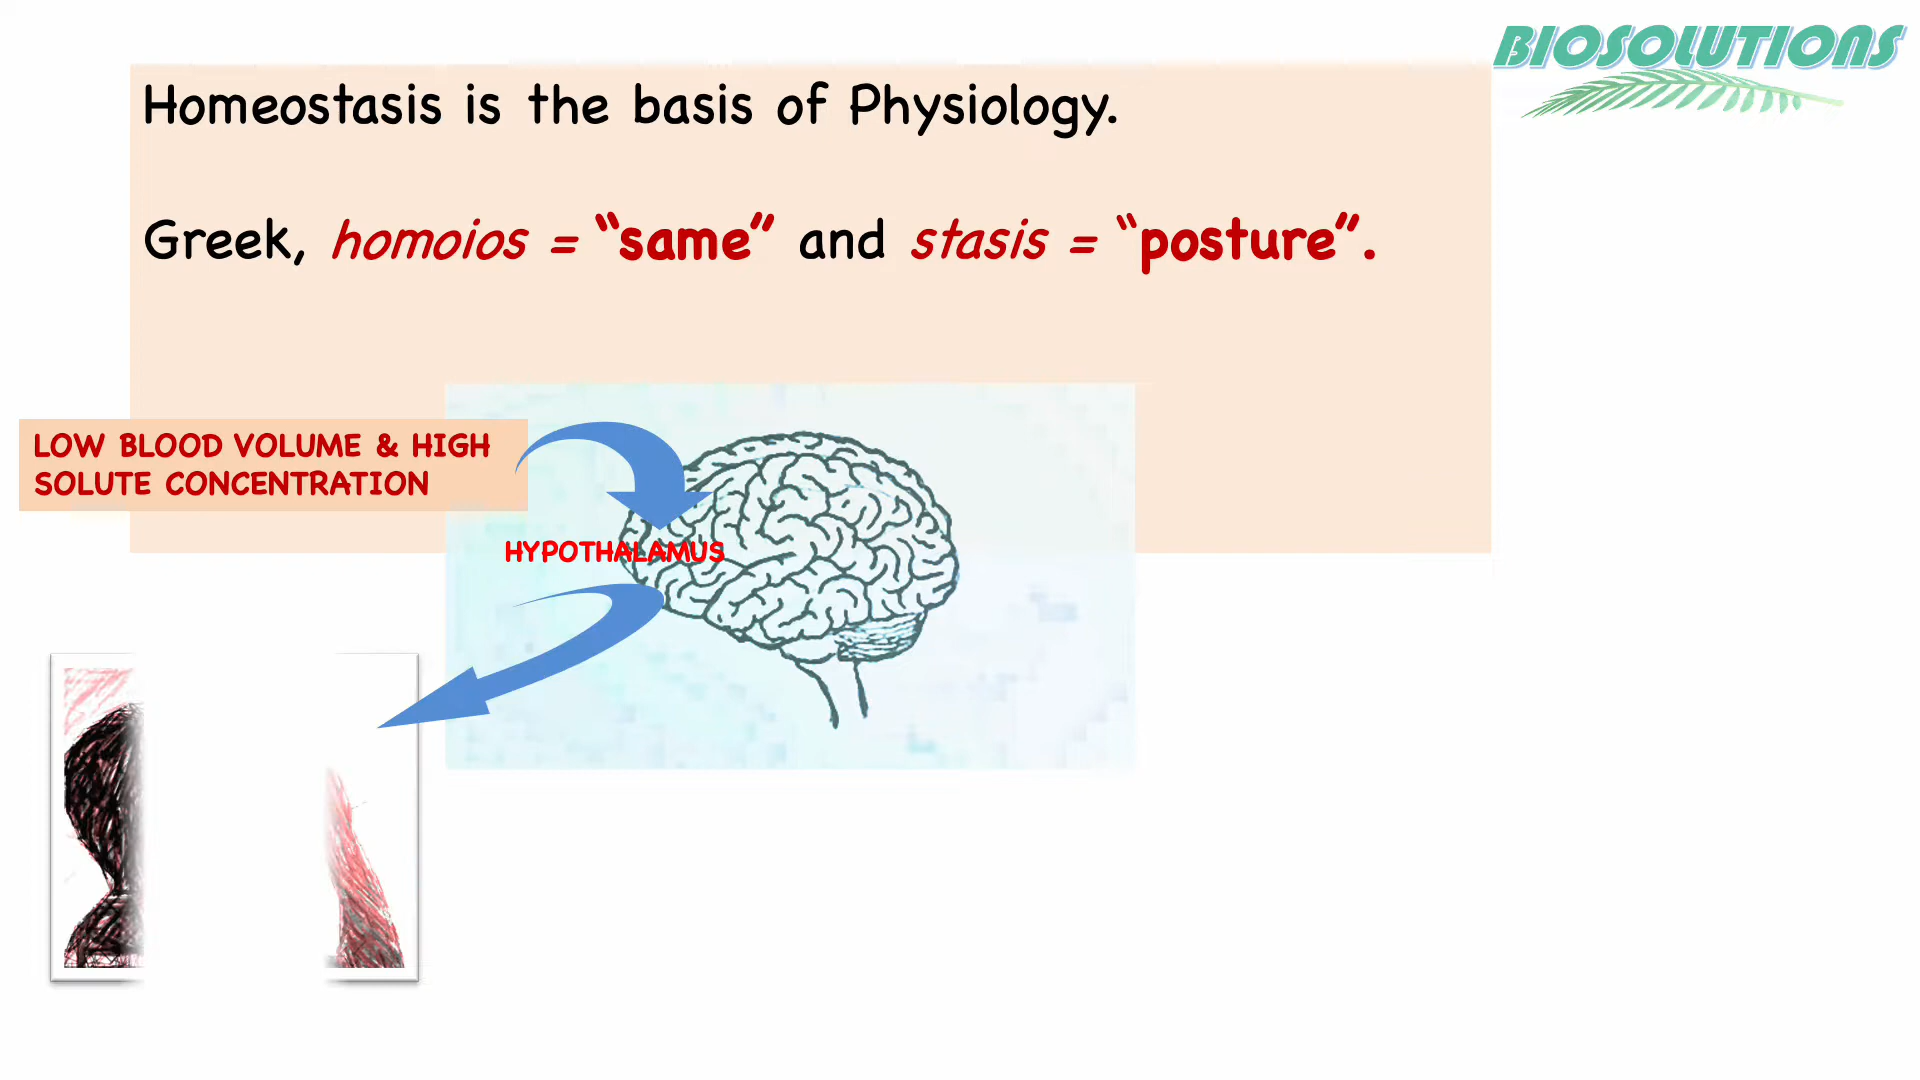 BIOSOLUTIONS
Homeostasis is the basis of Physiology.
Greek, homoios = “same” and stasis = “posture”.
LOW BLOOD VOLUME & HIGH
SOLUTE CONCENTRATION
HYPOTHALAMUS